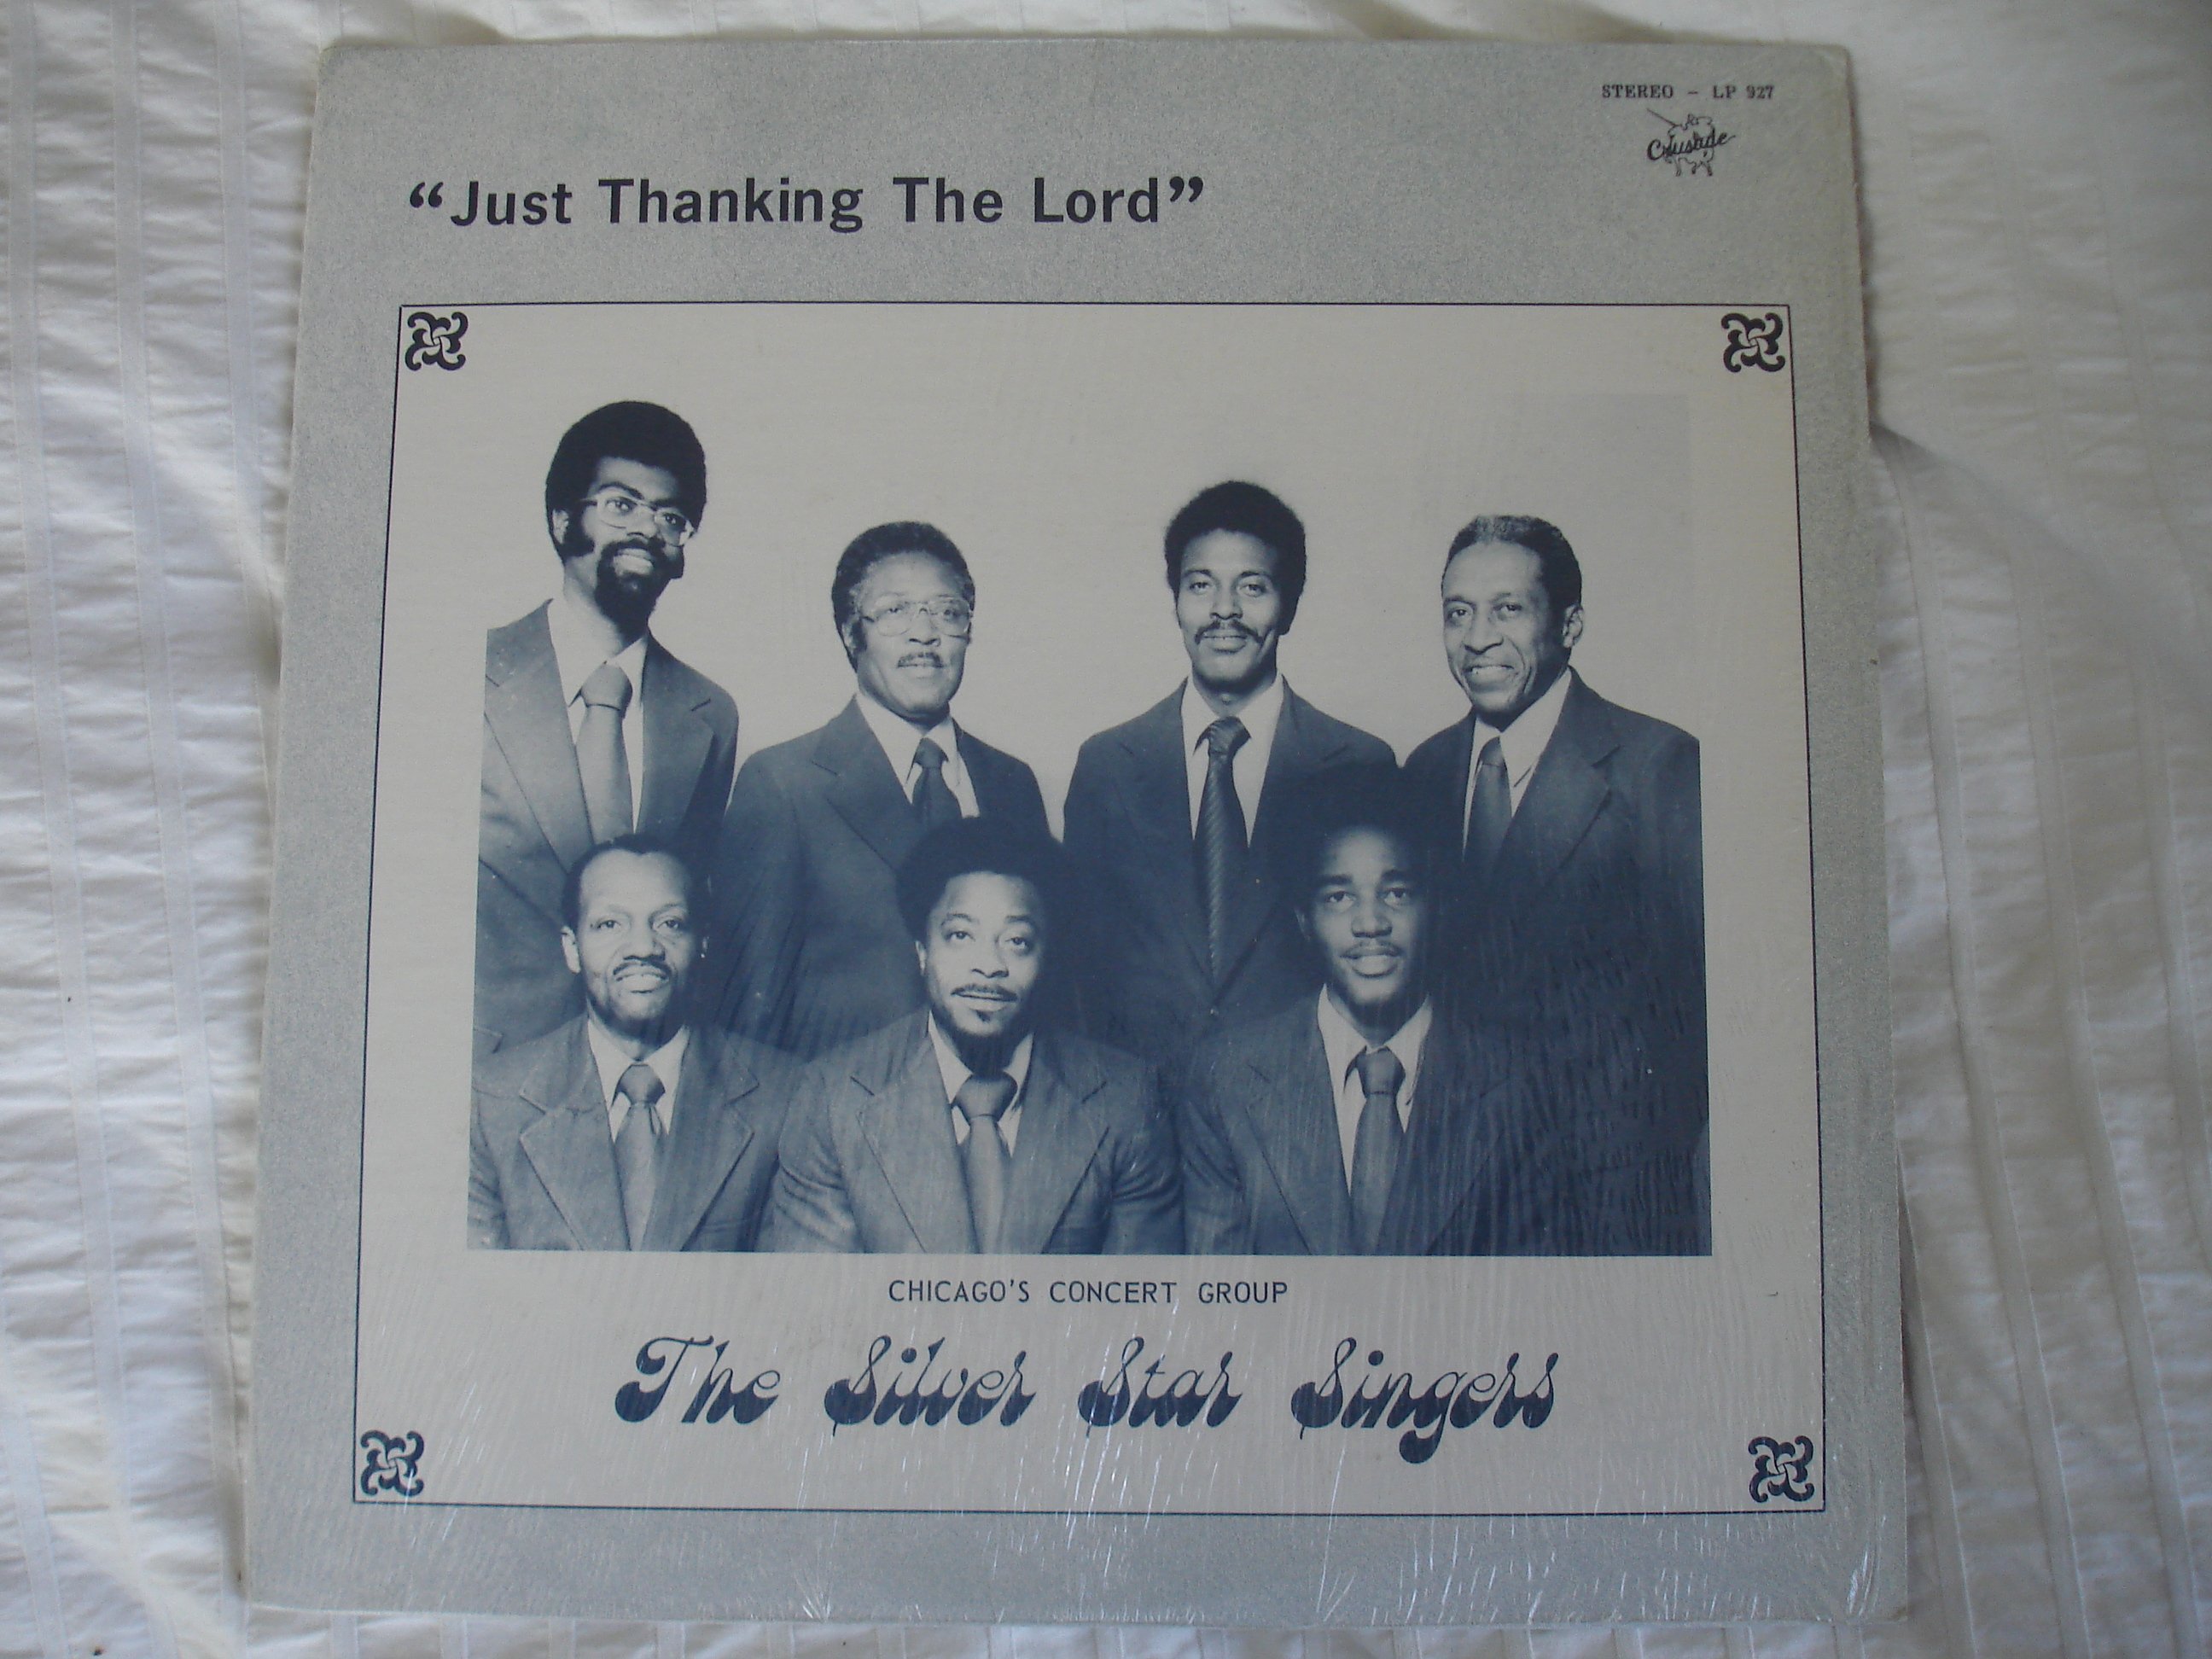 STEREO - LP 927
Crusade
“Just Thanking The Lord”
CHICAGO'S CONCERT GROUP
The Silver Star Singers